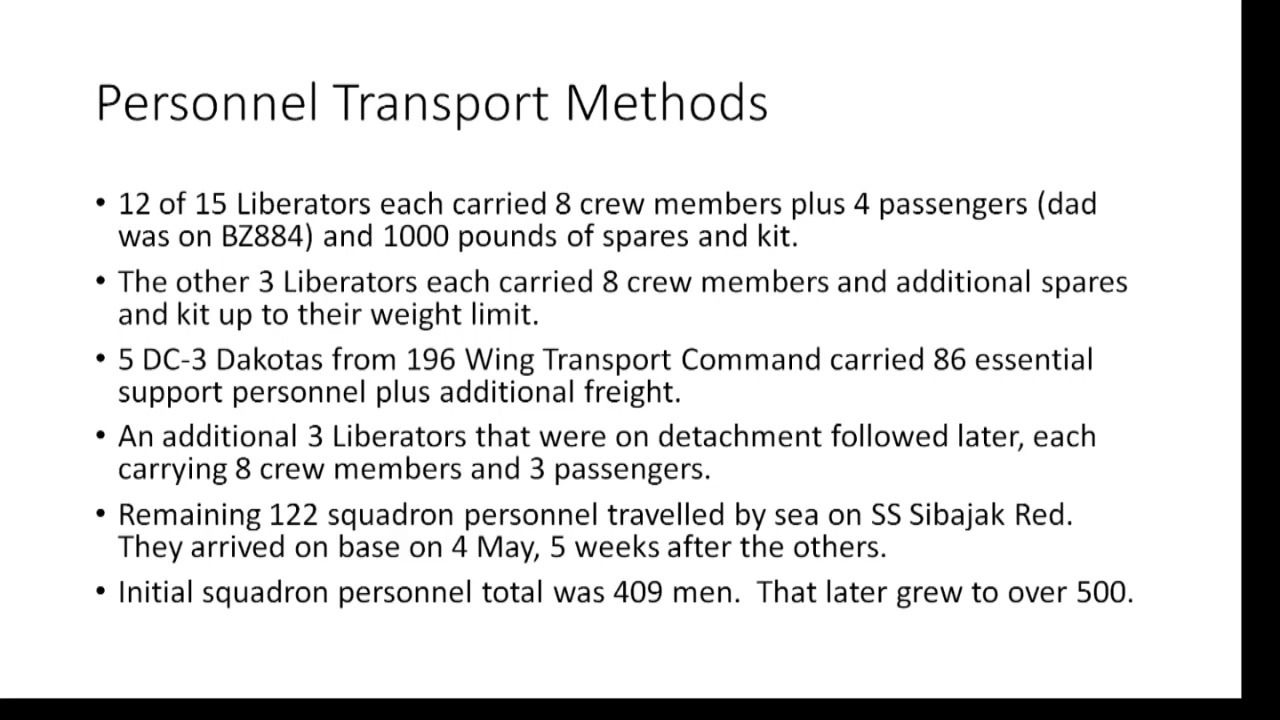 Personnel Transport Methods
• 12 of 15 Liberators each carried 8 crew members plus 4 passengers (dad
was on BZ884) and 1000 pounds of spares and kit.
• The other 3 Liberators each carried 8 crew members and additional spares
and kit up to their weight limit.
• 5 DC-3 Dakotas from 196 Wing Transport Command carried 86 essential
support personnel plus additional freight.
• An additional 3 Liberators that were on detachment followed later, each
carrying 8 crew members and 3 passengers.
• Remaining 122 squadron personnel travelled by sea on SS Sibajak Red.
They arrived on base on 4 May, 5 weeks after the others.
• Initial squadron personnel total was 409 men.  That later grew to over 500.